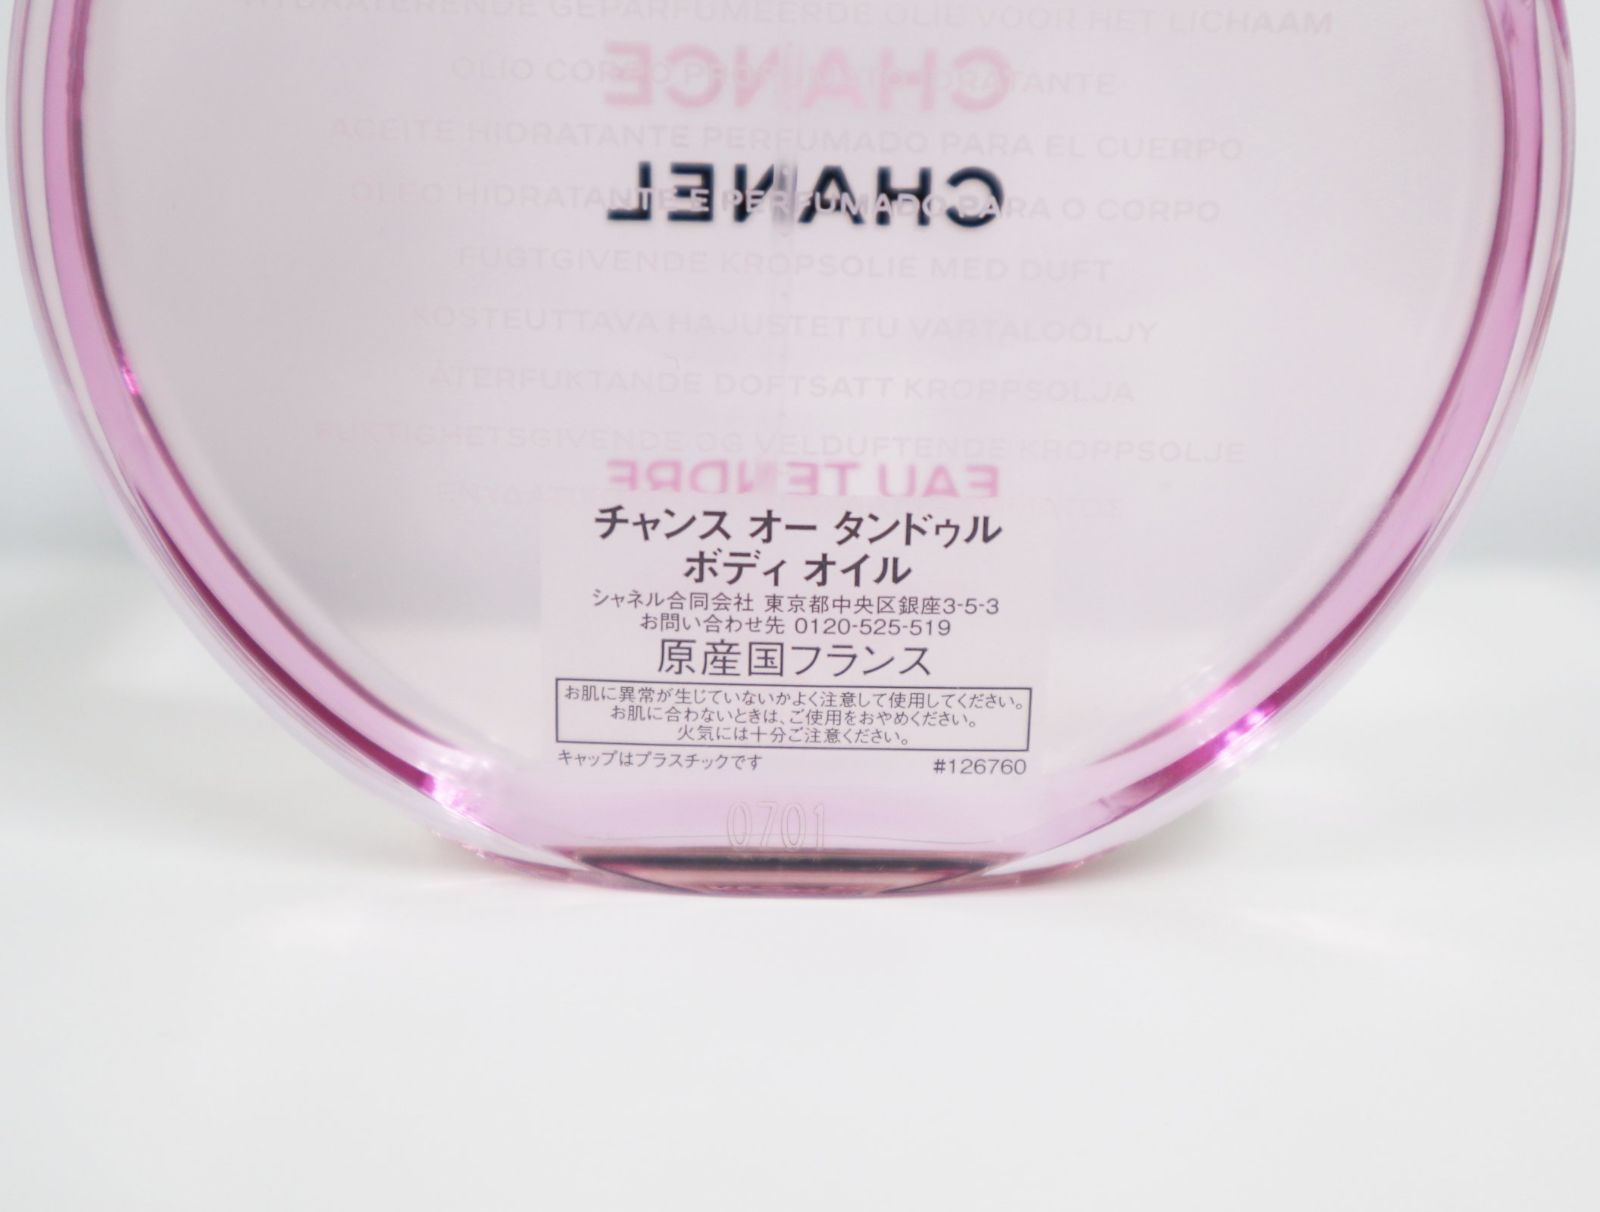 HYDRATERENDE GEPARFUMEERDE OLIE VOOR HET LICHAAM
CHANCE
OLIO CORPO
ACEITE HIDRATANTE PERFUMADO PARA EL CUERPO
CHANEL
OLEO HIDRATANTE E PERFUMADO PARA O CORPO
FUGTGIVENDE KROPSOLIE MED DUFT
KOSTEUTTAVA HAJUSTETTU VARTALOÖLJY
ÅTERFUKTANDE DOFTSATT KROPPSOLJA
FUKTIGHETSGIVENDE OG VELDUFTENDE KROPPSOLJE
EAU TENDRE
チャンス オー タンドゥル
ボディ オイル
シャネル合同会社 東京都中央区銀座3-5-3
お問い合わせ先 0120-525-519
原産国フランス
お肌に異常が生じていないかよく注意して使用してください。
お肌に合わないときは、ご使用をおやめください。
火気には十分ご注意ください。
キャップはプラスチックです #126760
0701